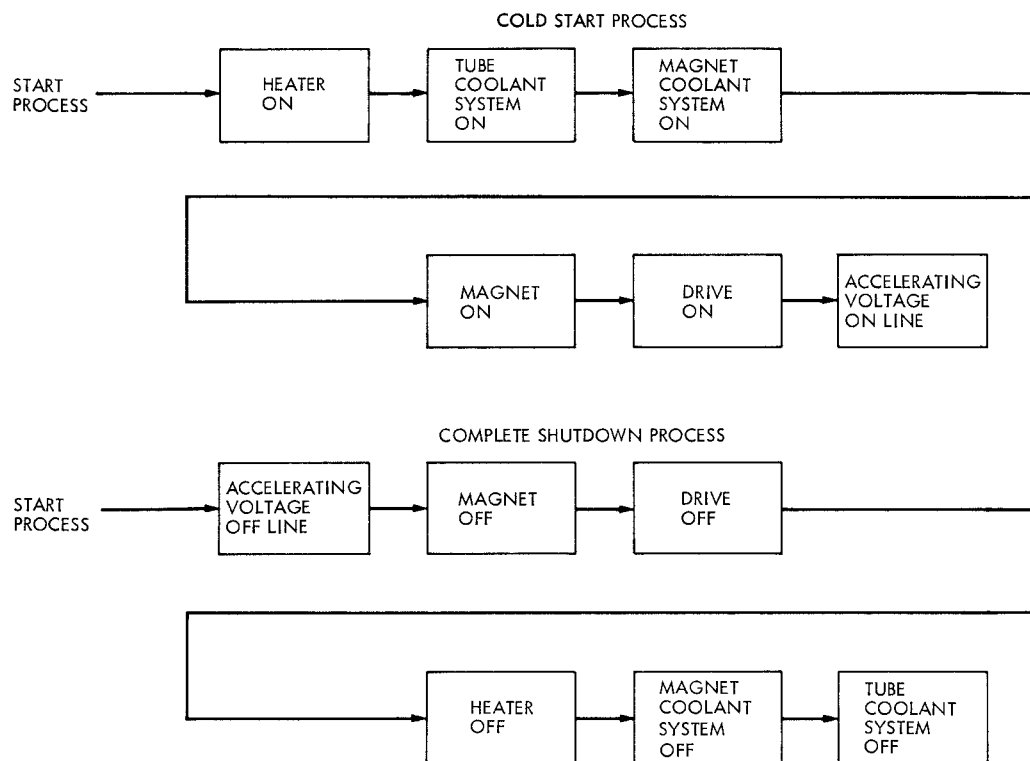 COLD START PROCESS
START
PROCESS
HEATER
ON
TUBE
COOLANT
SYSTEM
ON
MAGNET
COOLANT
SYSTEM
ON
MAGNET
ON
DRIVE
ON
ACCELERATING
VOLTAGE
ON LINE
COMPLETE SHUTDOWN PROCESS
START
PROCESS
ACCELERATING
VOLTAGE
OFF LINE
MAGNET
OFF
DRIVE
OFF
HEATER
OFF
MAGNET
COOLANT
SYSTEM
OFF
TUBE
COOLANT
SYSTEM
OFF